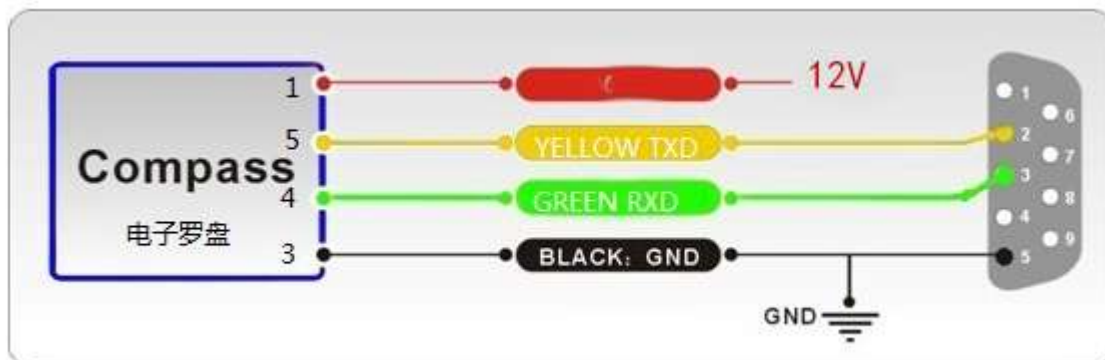 1
12V
5
YELLOW TXD
Compass
4
GREEN RXD
电子罗盘
3
BLACK: GND
GND
1
6
2
7
3
8
4
9
5